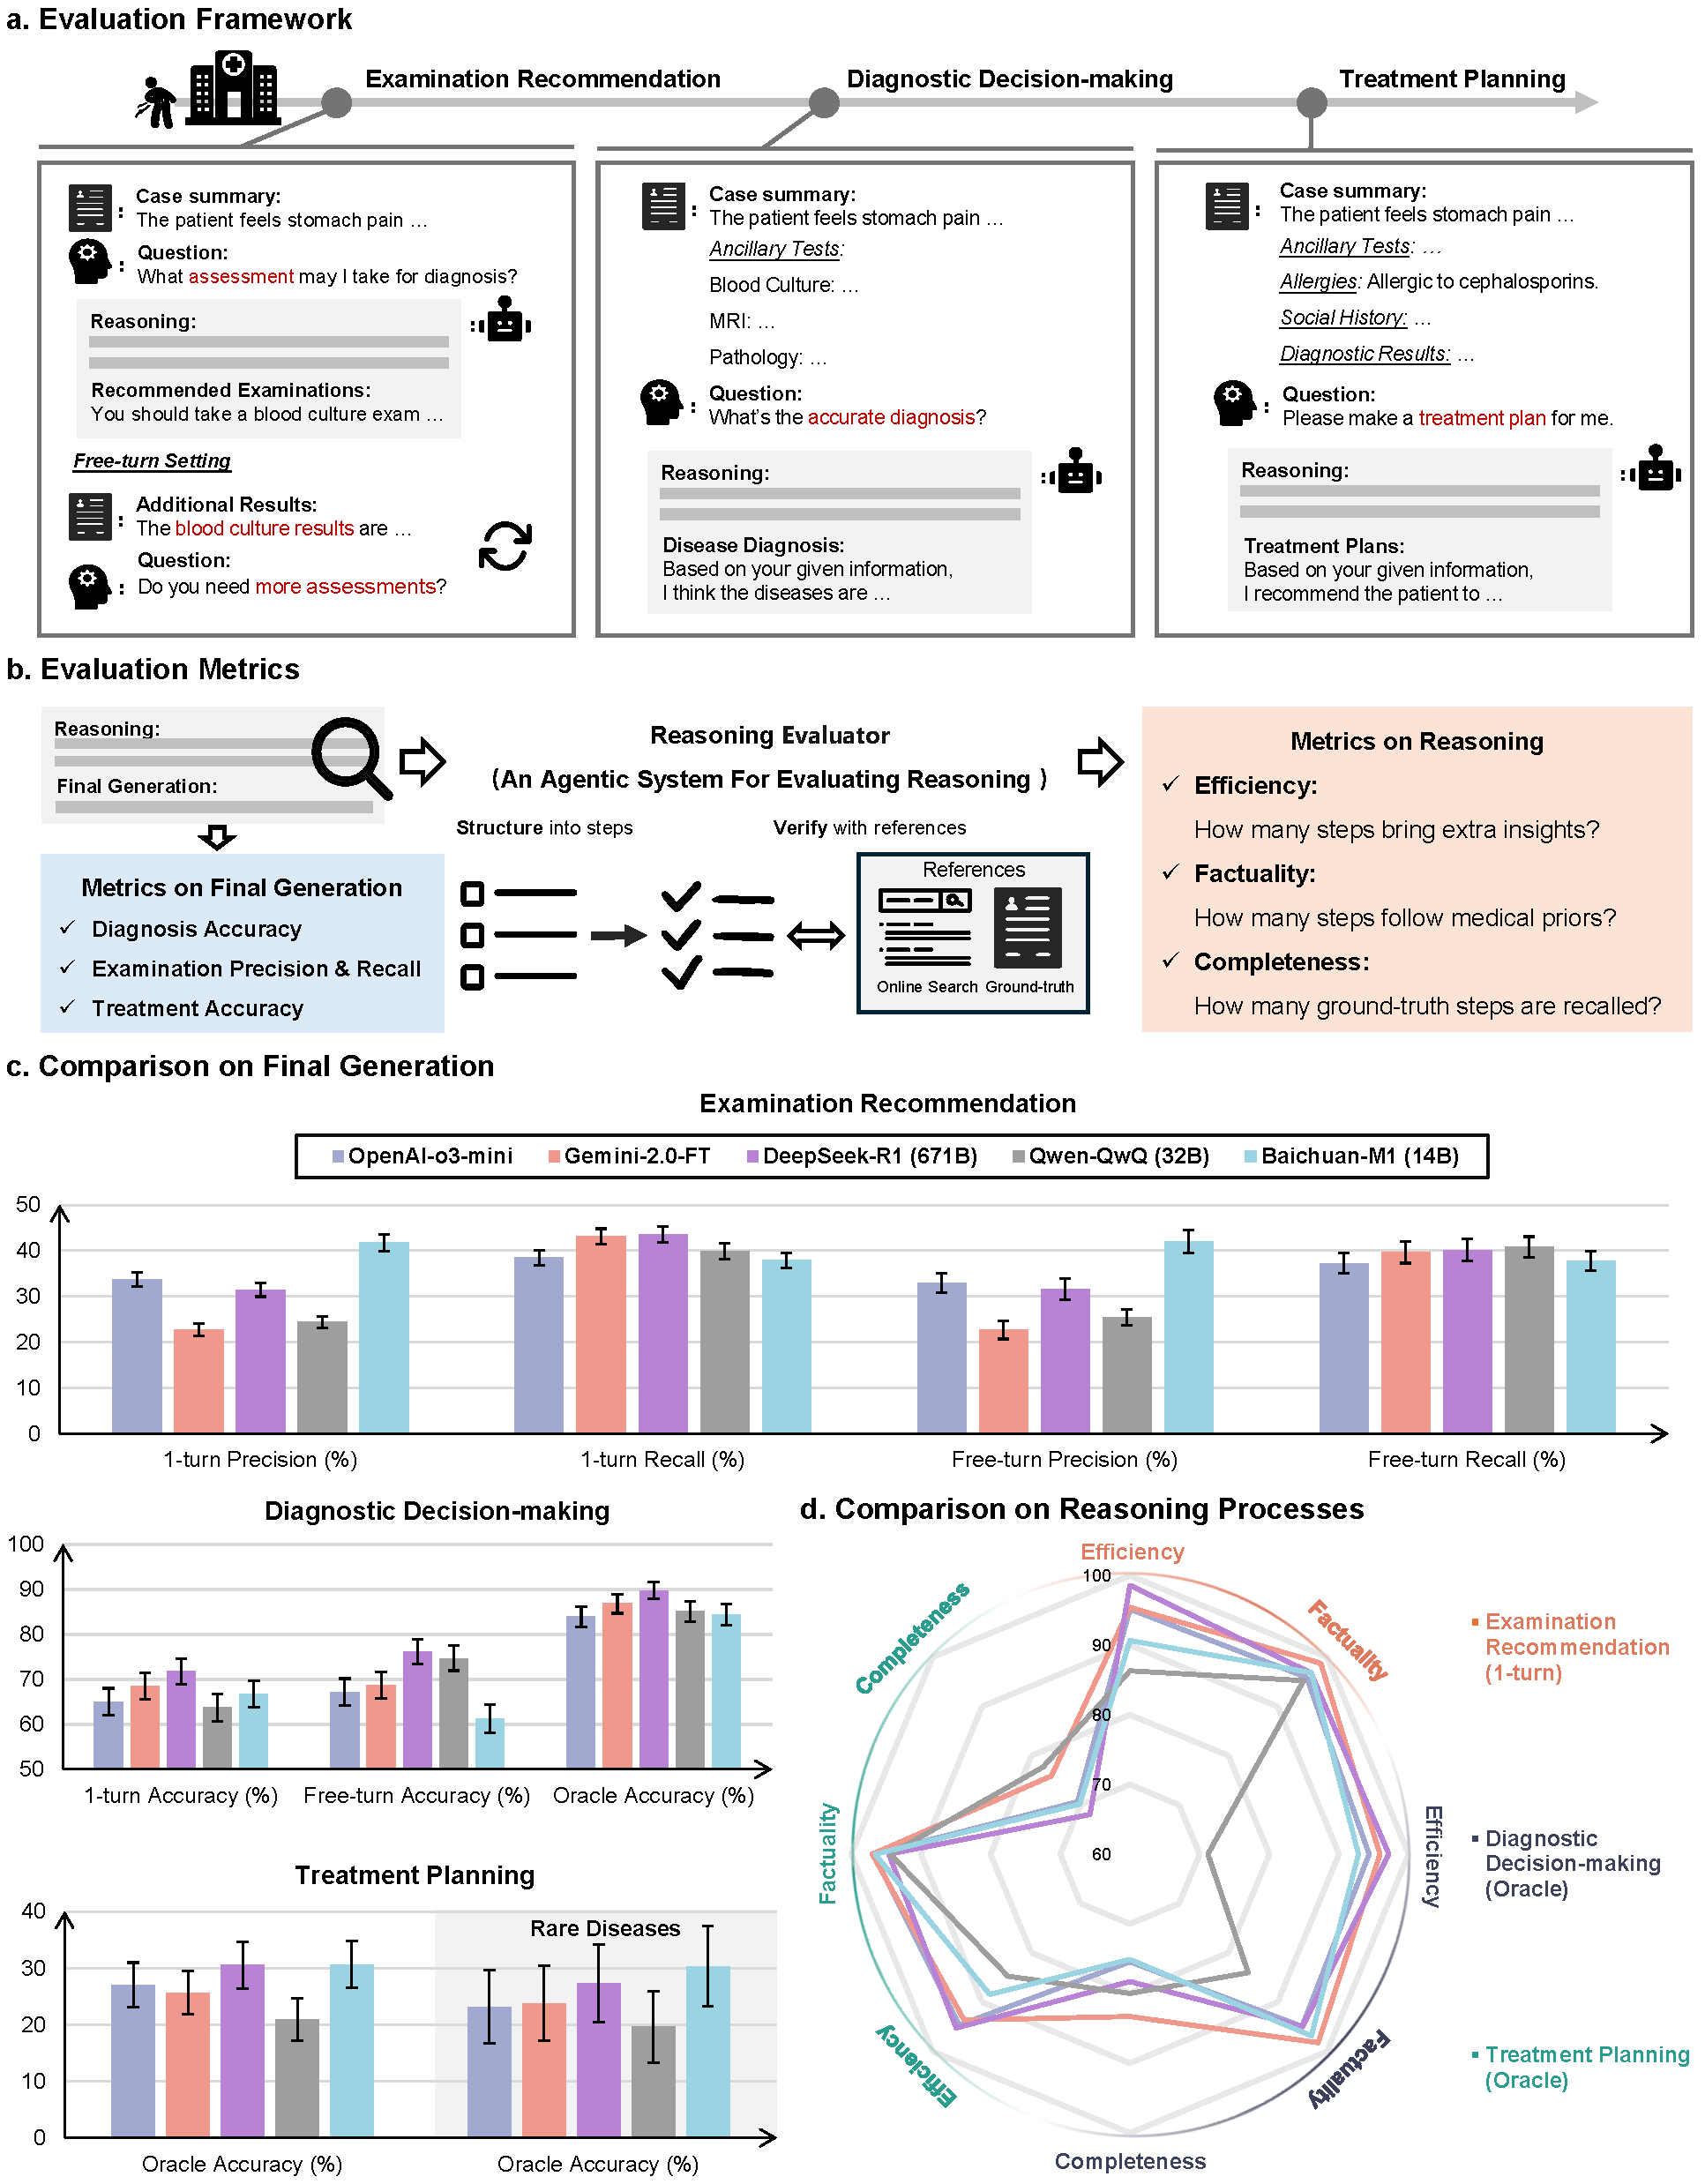 a. Evaluation Framework
Examination Recommendation
Diagnostic Decision-making
Treatment Planning
Case summary:
: The patient feels stomach pain ...
Question:
: What assessment may I take for diagnosis?
Reasoning:
:
Recommended Examinations:
You should take a blood culture exam ...
Free-turn Setting
Additional Results:
: The blood culture results are ...
Question:
: Do you need more assessments?
Case summary:
: The patient feels stomach pain ...
Ancillary Tests:
Blood Culture: ...
MRI: ...
Pathology: ...
Question:
: What's the accurate diagnosis?
Reasoning:
:
Disease Diagnosis:
Based on your given information,
I think the diseases are ...
Case summary:
: The patient feels stomach pain ...
Ancillary Tests: ...
Allergies: Allergic to cephalosporins.
Social History: ...
Diagnostic Results: ...
Question:
: Please make a treatment plan for me.
Reasoning:
:
Treatment Plans:
Based on your given information,
I recommend the patient to ...
b. Evaluation Metrics
Reasoning:
Final Generation:
Metrics on Final Generation
✓ Diagnosis Accuracy
✓ Examination Precision & Recall
✓ Treatment Accuracy
Reasoning Evaluator
(An Agentic System For Evaluating Reasoning )
Structure into steps
Verify with references
References
Online Search
Ground-truth
Metrics on Reasoning
✓ Efficiency:
How many steps bring extra insights?
✓ Factuality:
How many steps follow medical priors?
✓ Completeness:
How many ground-truth steps are recalled?
c. Comparison on Final Generation
Examination Recommendation
OpenAI-o3-mini Gemini-2.0-FT DeepSeek-R1 (671B) Qwen-QwQ (32B) Baichuan-M1 (14B)
50
40
30
20
10
0
1-turn Precision (%)
1-turn Recall (%)
Free-turn Precision (%)
Free-turn Recall (%)
Diagnostic Decision-making
100
90
80
70
60
50
1-turn Accuracy (%)
Free-turn Accuracy (%)
Oracle Accuracy (%)
Treatment Planning
Rare Diseases
40
30
20
10
0
Oracle Accuracy (%)
Oracle Accuracy (%)
d. Comparison on Reasoning Processes
Efficiency
Factuality
Efficiency
Factuality
Completeness
Efficiency
Factuality
Completeness
100
90
80
70
60
Examination
Recommendation
(1-turn)
Diagnostic
Decision-making
(Oracle)
Treatment Planning
(Oracle)